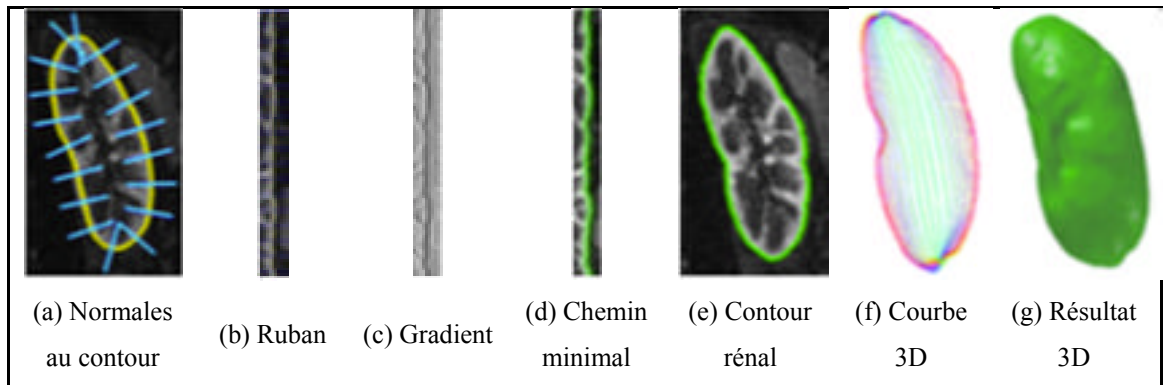 (a) Normales
au contour
(b) Ruban
(c) Gradient
(d) Chemin
minimal
(e) Contour
rénal
(f) Courbe
3D
(g) Résultat
3D